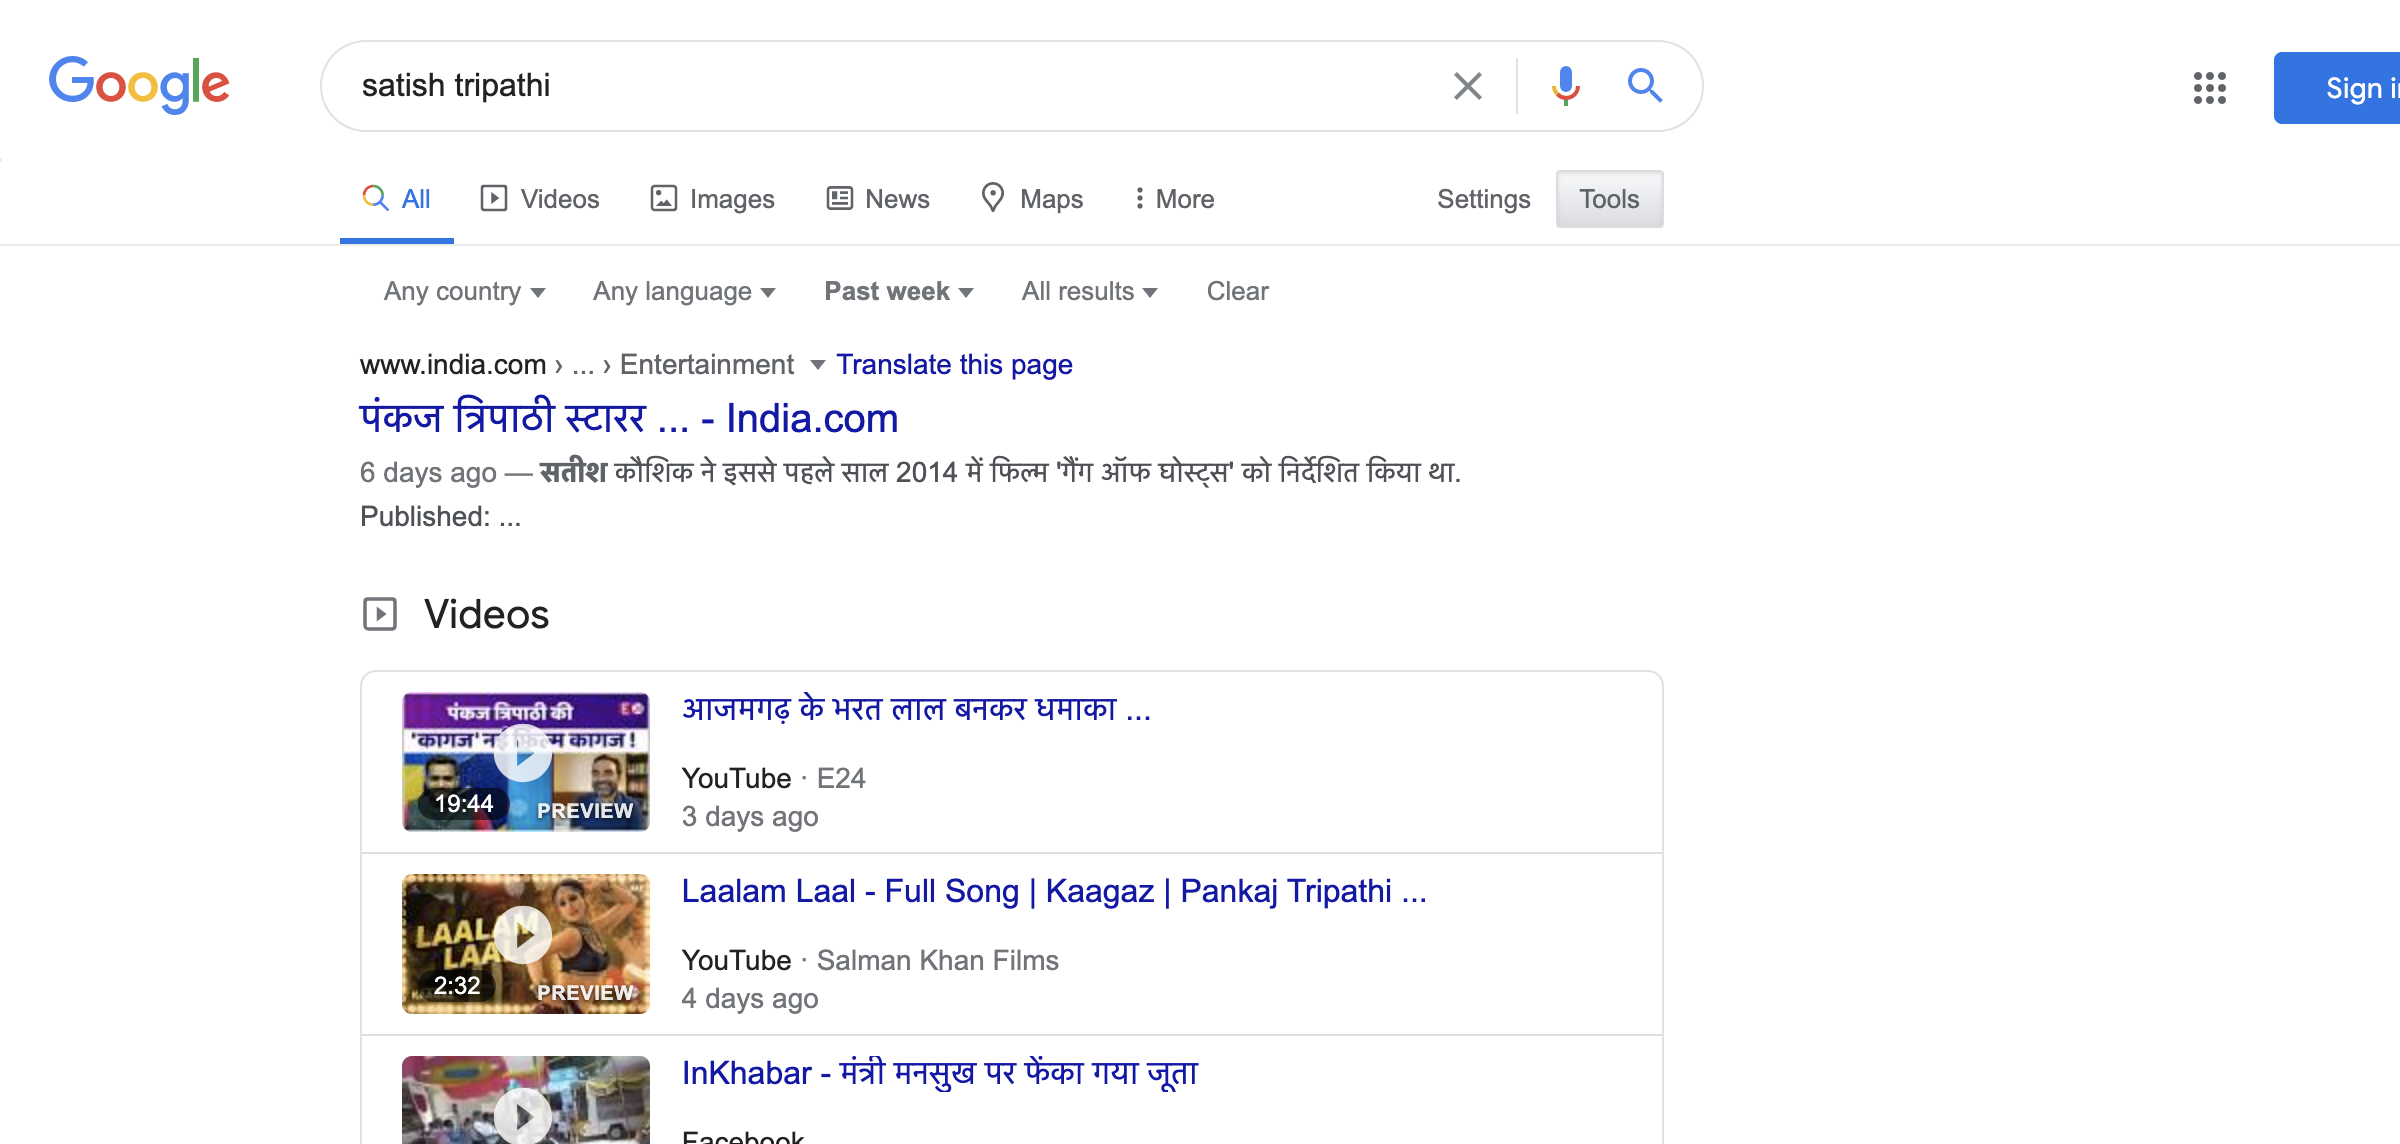 Google
satish tripathi
Sign i
All Videos Images News Maps More Settings Tools
Any country Any language Past week All results Clear
www.india.com › ... › Entertainment Translate this page
पंकज त्रिपाठी स्टारर ... - India.com
6 days ago — सतीश कौशिक ने इससे पहले साल 2014 में फिल्म 'गैंग ऑफ घोस्ट्स' को निर्देशित किया था.
Published: ...
Videos
पंकज त्रिपाठी की
'कागज' नई फ़िल्म कागज !
19:44 PREVIEW
आजमगढ़ के भरत लाल बनकर धमाका ...
YouTube · E24
3 days ago
LAALAM
LAAL
2:32 PREVIEW
Laalam Laal - Full Song | Kaagaz | Pankaj Tripathi ...
YouTube · Salman Khan Films
4 days ago
InKhabar - मंत्री मनसुख पर फेंका गया जूता
Facebook